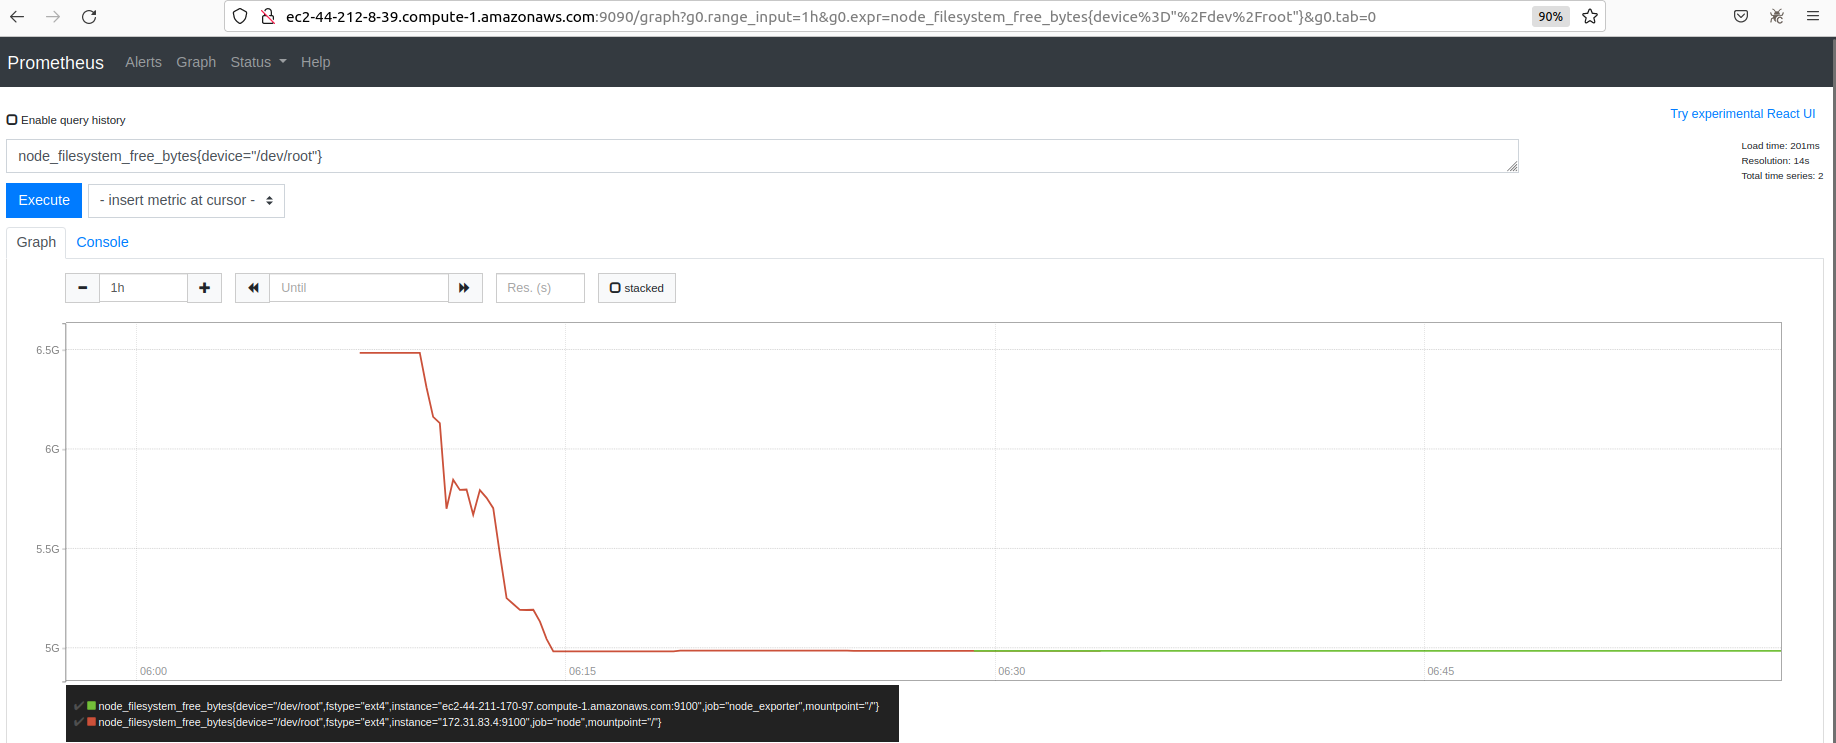 ec2-44-212-8-39.compute-1.amazonaws.com:9090/graph?g0.range_input=1h&g0.expr=node_filesystem_free_bytes{device%3D"%2Fdev%2Froot"}&g0.tab=0 90%
Prometheus Alerts Graph Status Help
Enable query history
Try experimental React UI
node_filesystem_free_bytes{device="/dev/root"}
Load time: 201ms
Resolution: 14s
Total time series: 2
Execute - insert metric at cursor -
Graph Console
1h Until Res. (s) stacked
6.5G
6G
5.5G
5G
06:00 06:15 06:30 06:45
node_filesystem_free_bytes{device="/dev/root",fstype="ext4",instance="ec2-44-211-170-97.compute-1.amazonaws.com:9100",job="node_exporter",mountpoint="/"}
node_filesystem_free_bytes{device="/dev/root",fstype="ext4",instance="172.31.83.4:9100",job="node",mountpoint="/"}